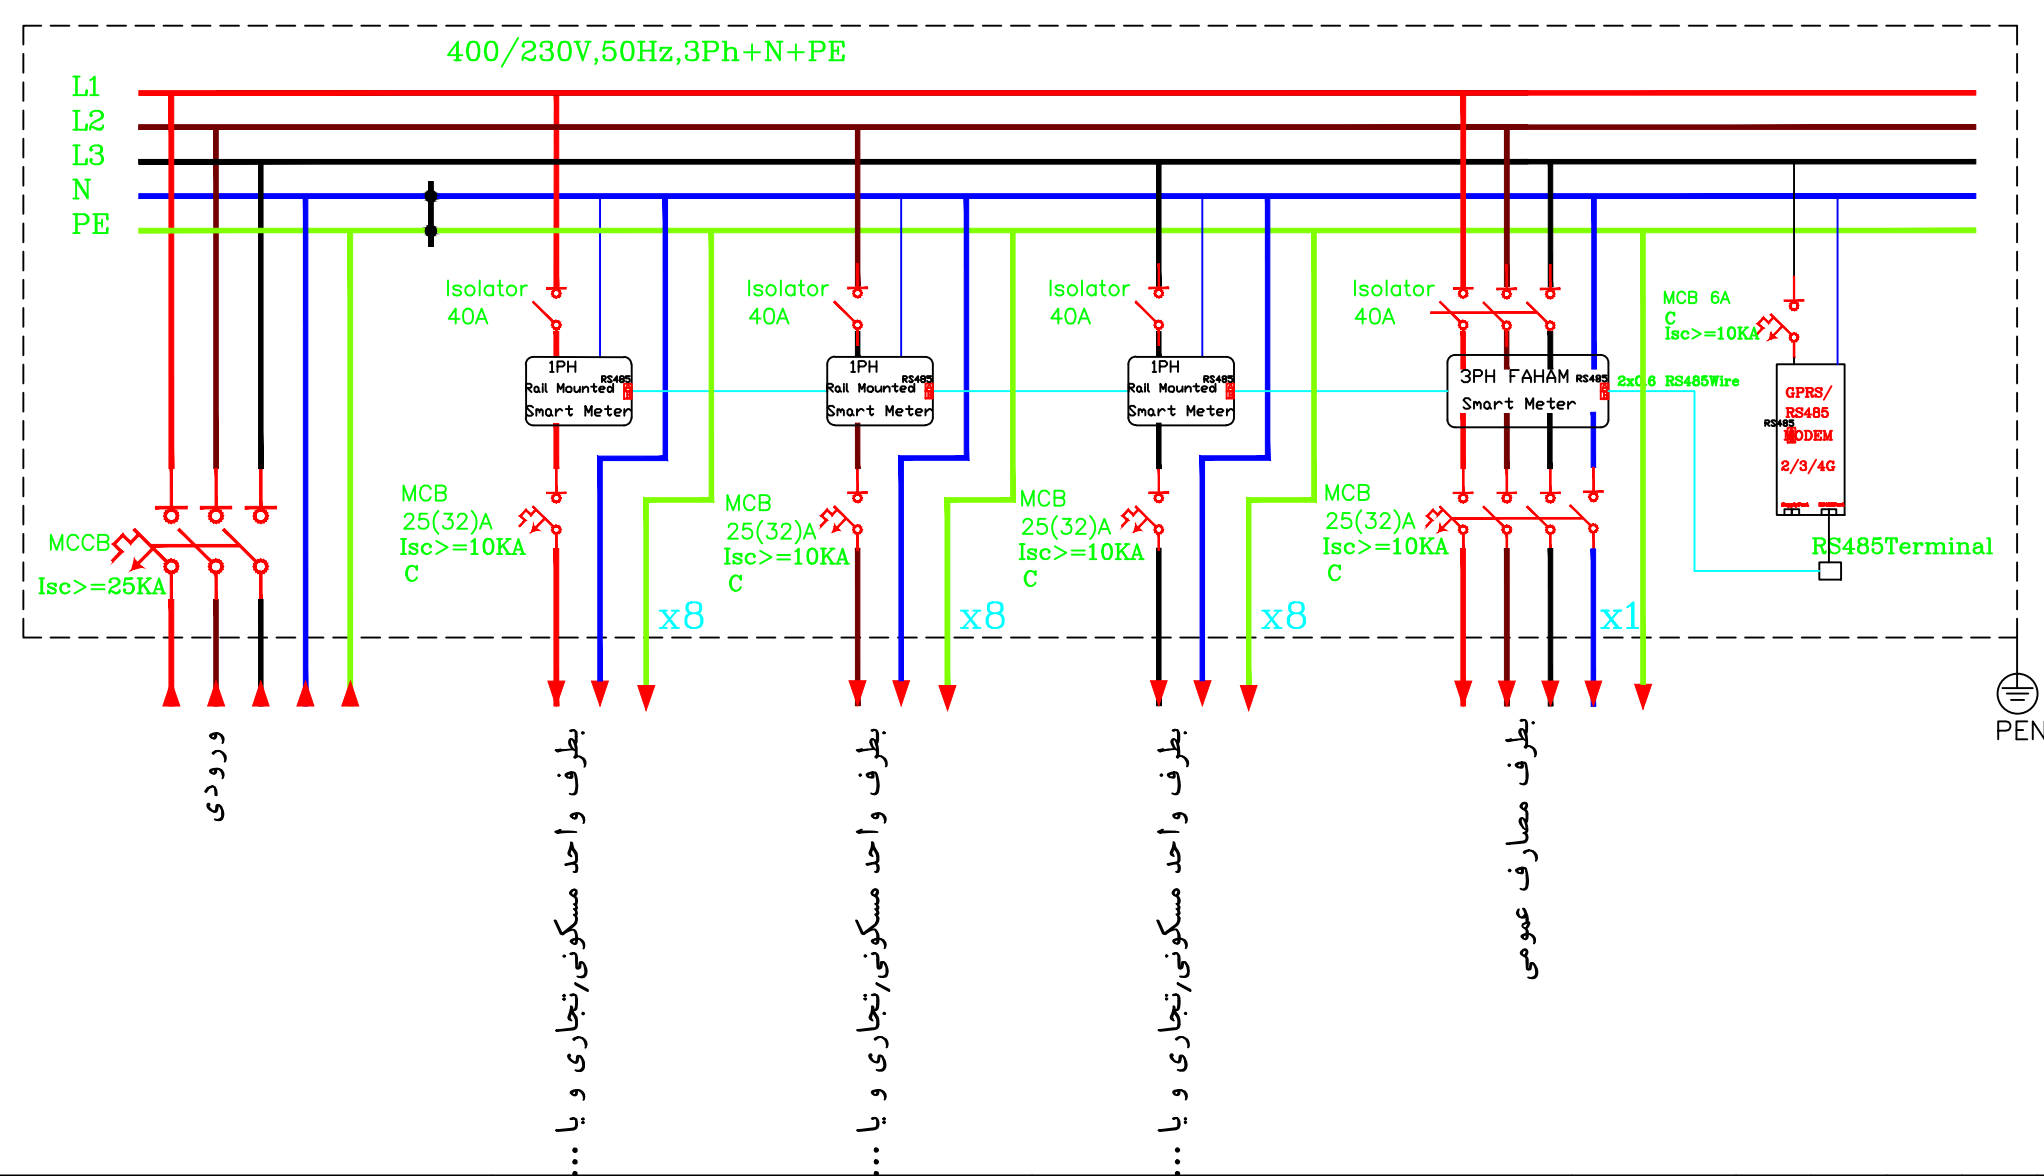 400/230V,50Hz,3Ph+N+PE
L1
L2
L3
N
PE
Isolator
40A
Isolator
40A
Isolator
40A
Isolator
40A
MCB 6A
C
Isc>=10KA
1PH
RS485
Rail Mounted
Smart Meter
1PH
RS485
Rail Mounted
Smart Meter
1PH
RS485
Rail Mounted
Smart Meter
3PH FAHAM
RS485
Smart Meter
2x0.6 RS485Wire
GPRS/
RS485
RS485
MODEM
2/3/4G
MCCB
Isc>=25KA
MCB
25(32)A
Isc>=10KA
C
MCB
25(32)A
Isc>=10KA
C
MCB
25(32)A
Isc>=10KA
C
MCB
25(32)A
Isc>=10KA
C
RS485Terminal
x8
x8
x8
x1
PEN
ورودی
بطرف واحد مسکونی,تجاری و یا ...
بطرف واحد مسکونی,تجاری و یا ...
بطرف واحد مسکونی,تجاری و یا ...
بطرف مصارف عمومی